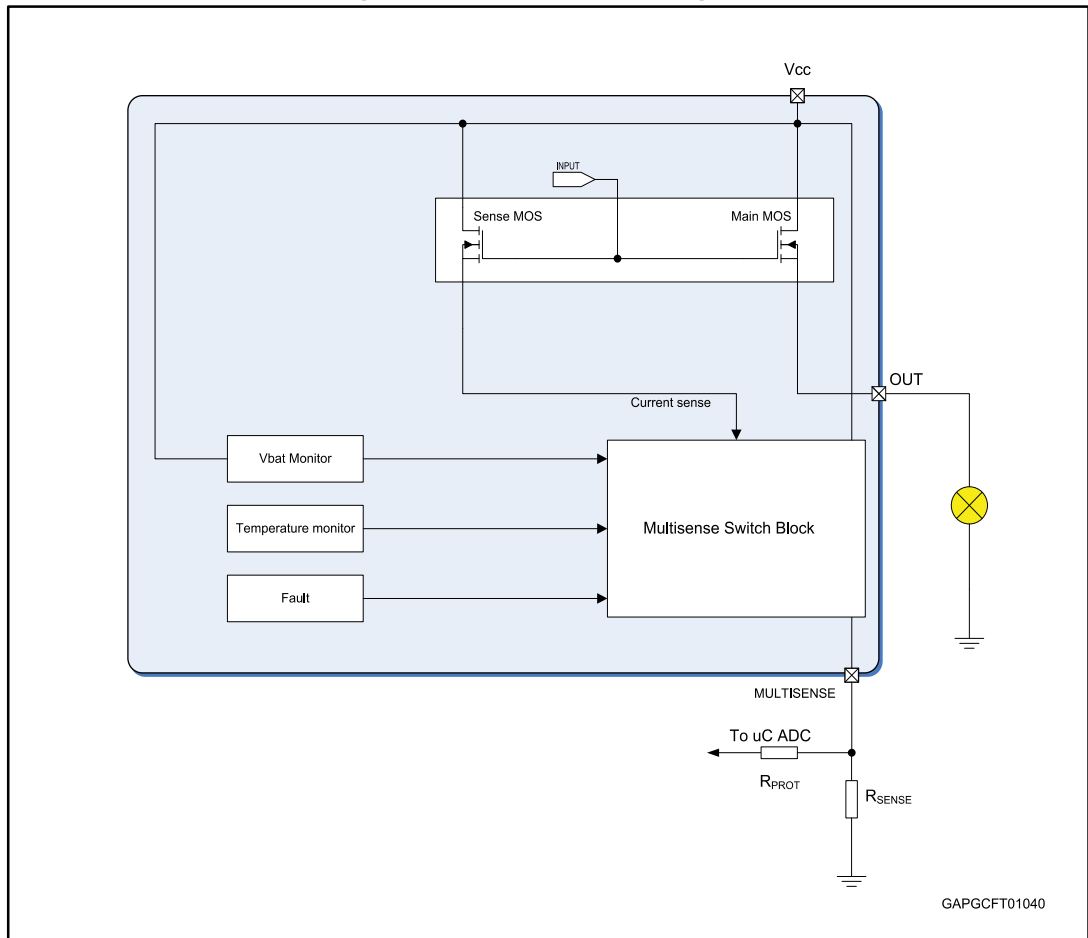 Vcc
INPUT
Sense MOS
Main MOS
OUT
Current sense
Vbat Monitor
Temperature monitor
Multisense Switch Block
Fault
MULTISENSE
To uC ADC
RPROT
RSENSE
GAPGCFT01040